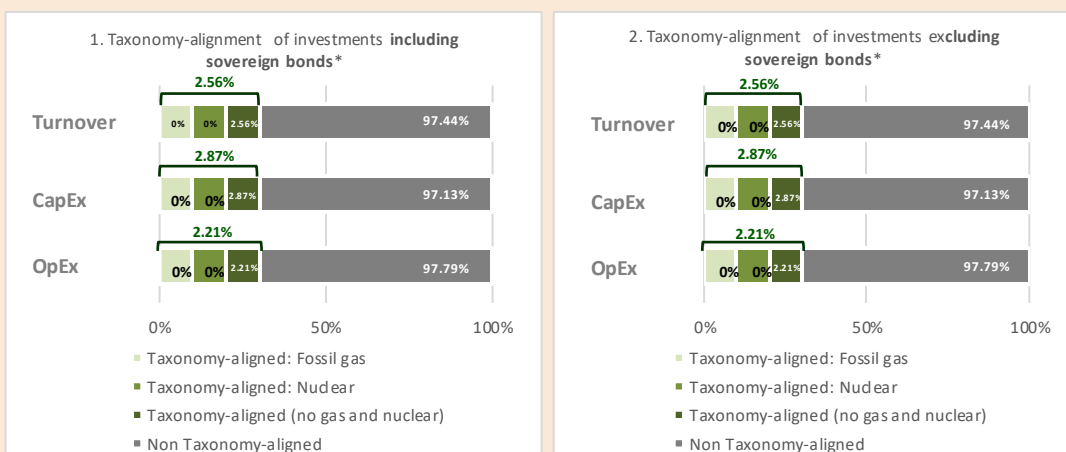 1. Taxonomy-alignment of investments including
sovereign bonds*
2.56%
Turnover
0%
0%
2.56%
97.44%
2.87%
CapEx
0%
0%
2.87%
97.13%
2.21%
OpEx
0%
0%
2.21%
97.79%
0%
50%
100%
Taxonomy-aligned: Fossil gas
Taxonomy-aligned: Nuclear
Taxonomy-aligned (no gas and nuclear)
Non Taxonomy-aligned
2. Taxonomy-alignment of investments excluding
sovereign bonds*
2.56%
Turnover
0%
0%
2.56%
97.44%
2.87%
CapEx
0%
0%
2.87%
97.13%
2.21%
OpEx
0%
0%
2.21%
97.79%
0%
50%
100%
Taxonomy-aligned: Fossil gas
Taxonomy-aligned: Nuclear
Taxonomy-aligned (no gas and nuclear)
Non Taxonomy-aligned